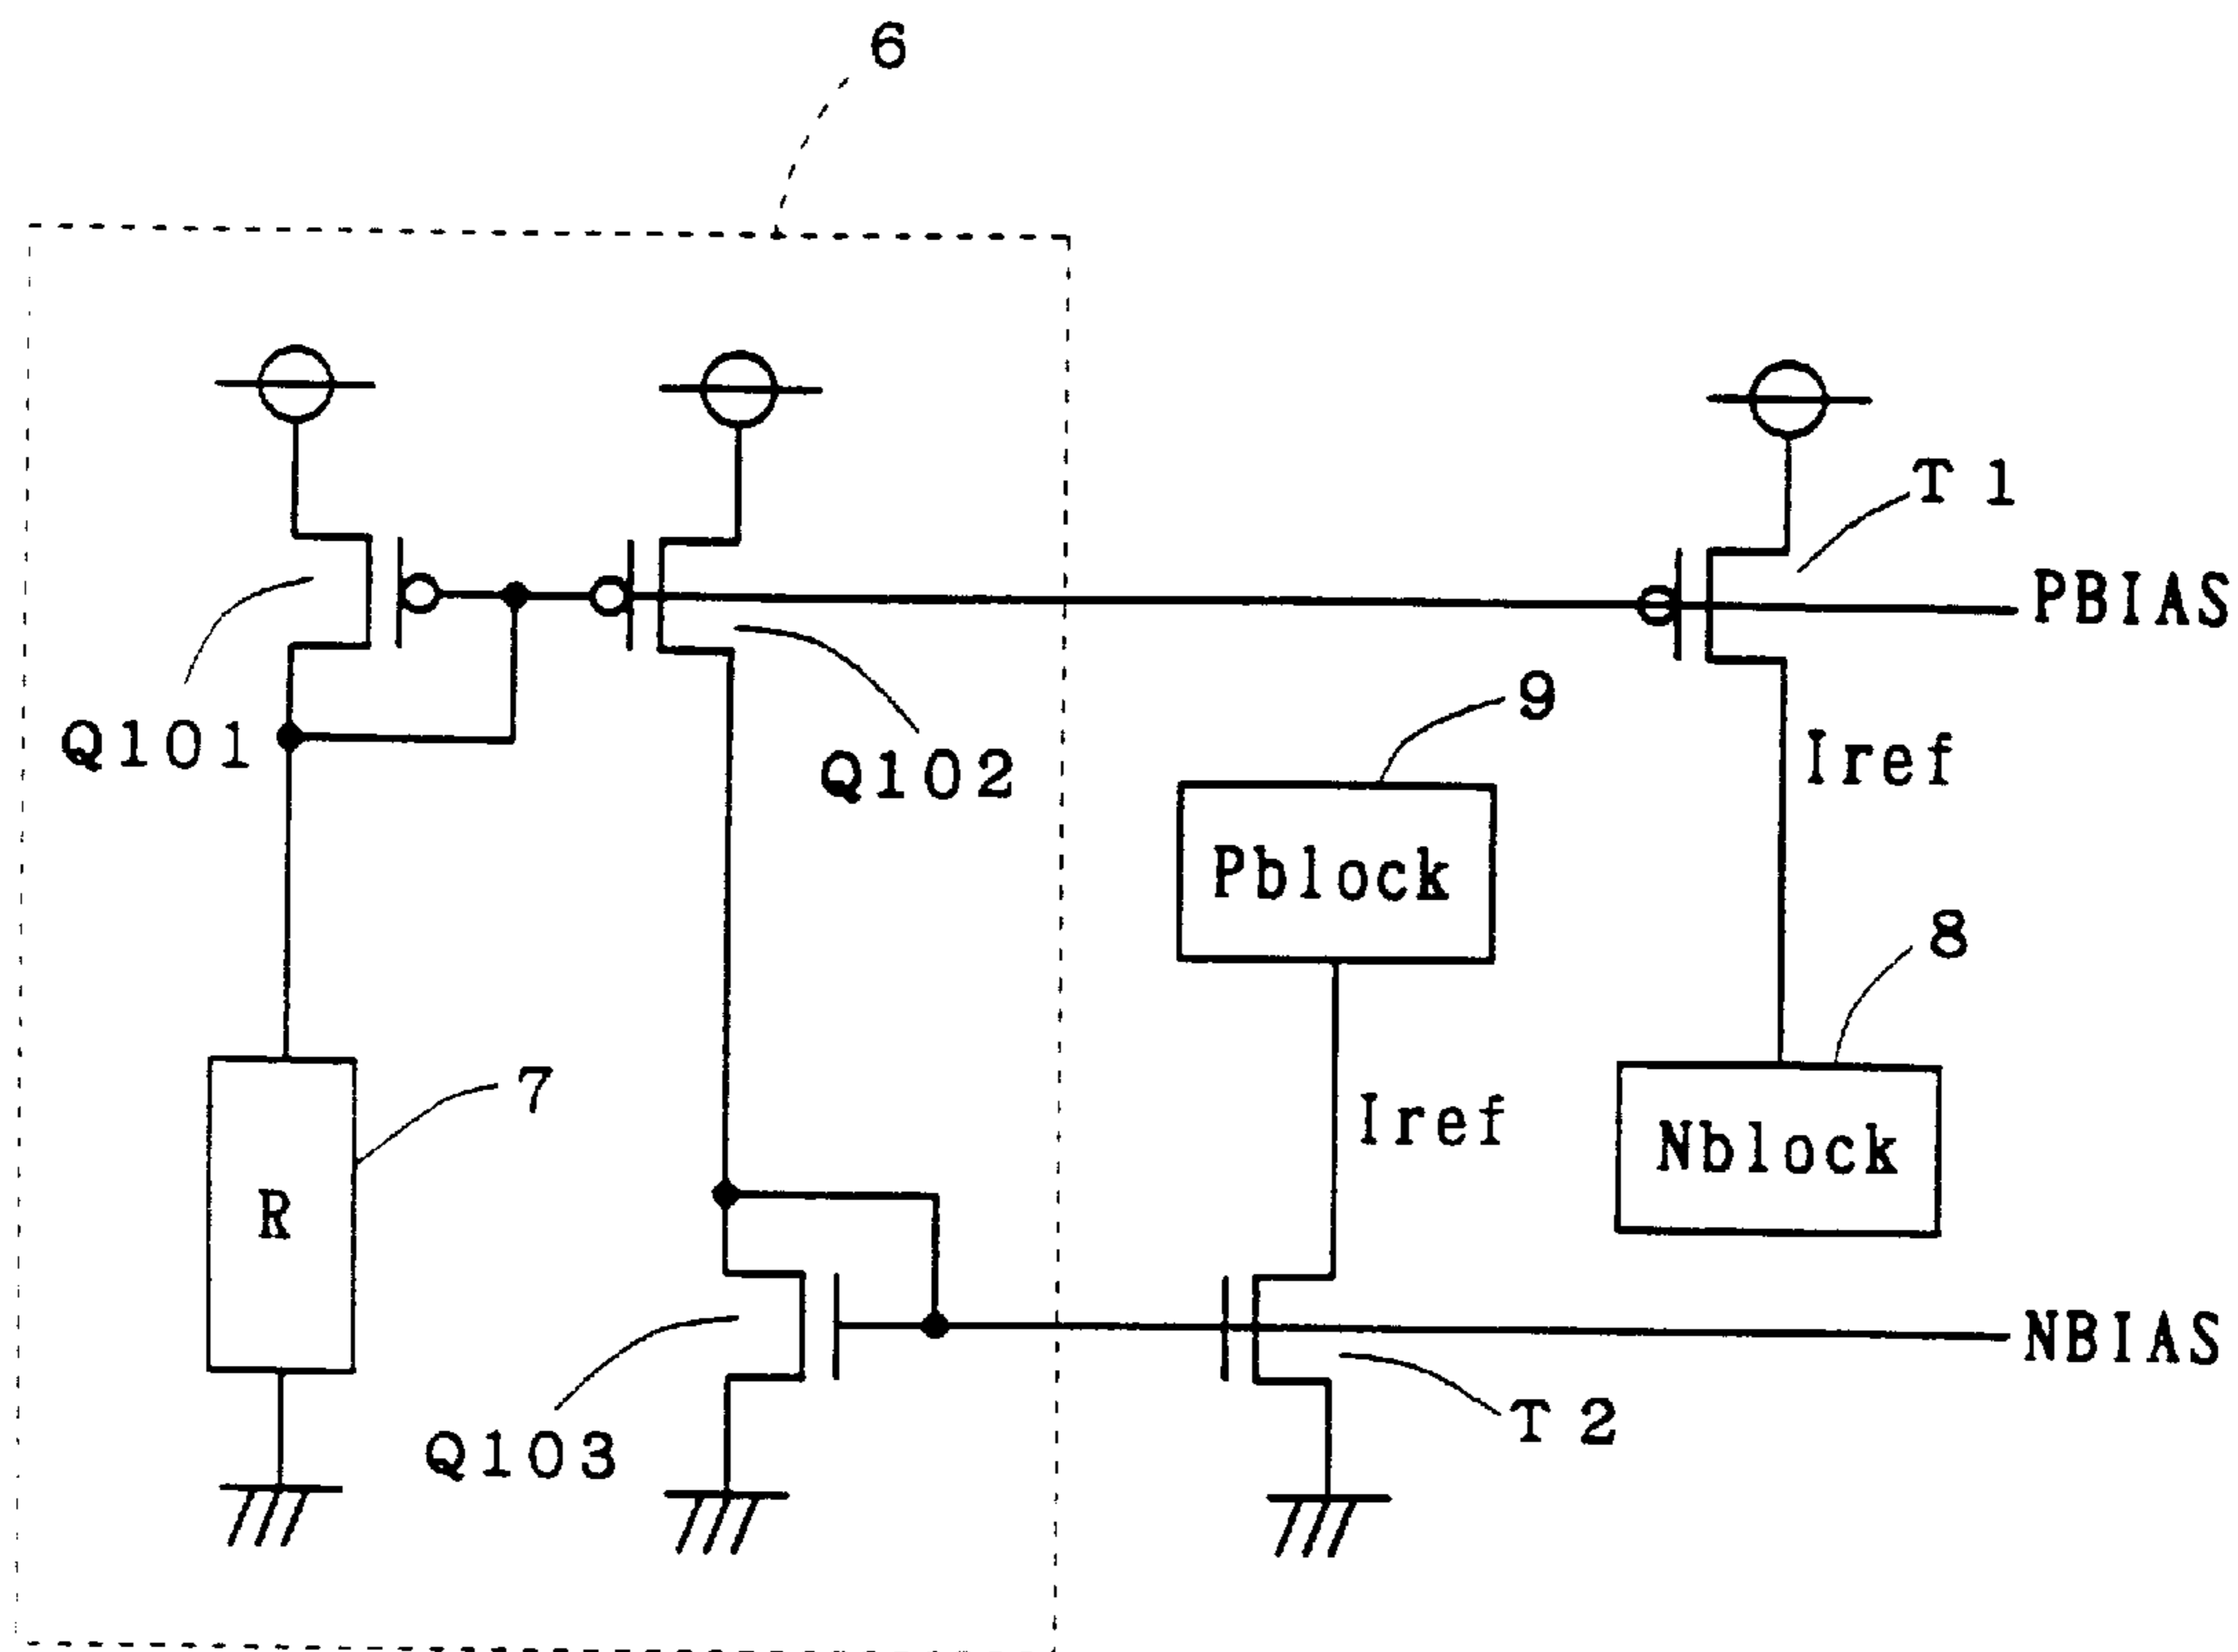 6
T 1
PBIAS
Q101
Q102
9
Iref
Pblock
8
7
Iref
Nblock
R
NBIAS
Q103
T 2